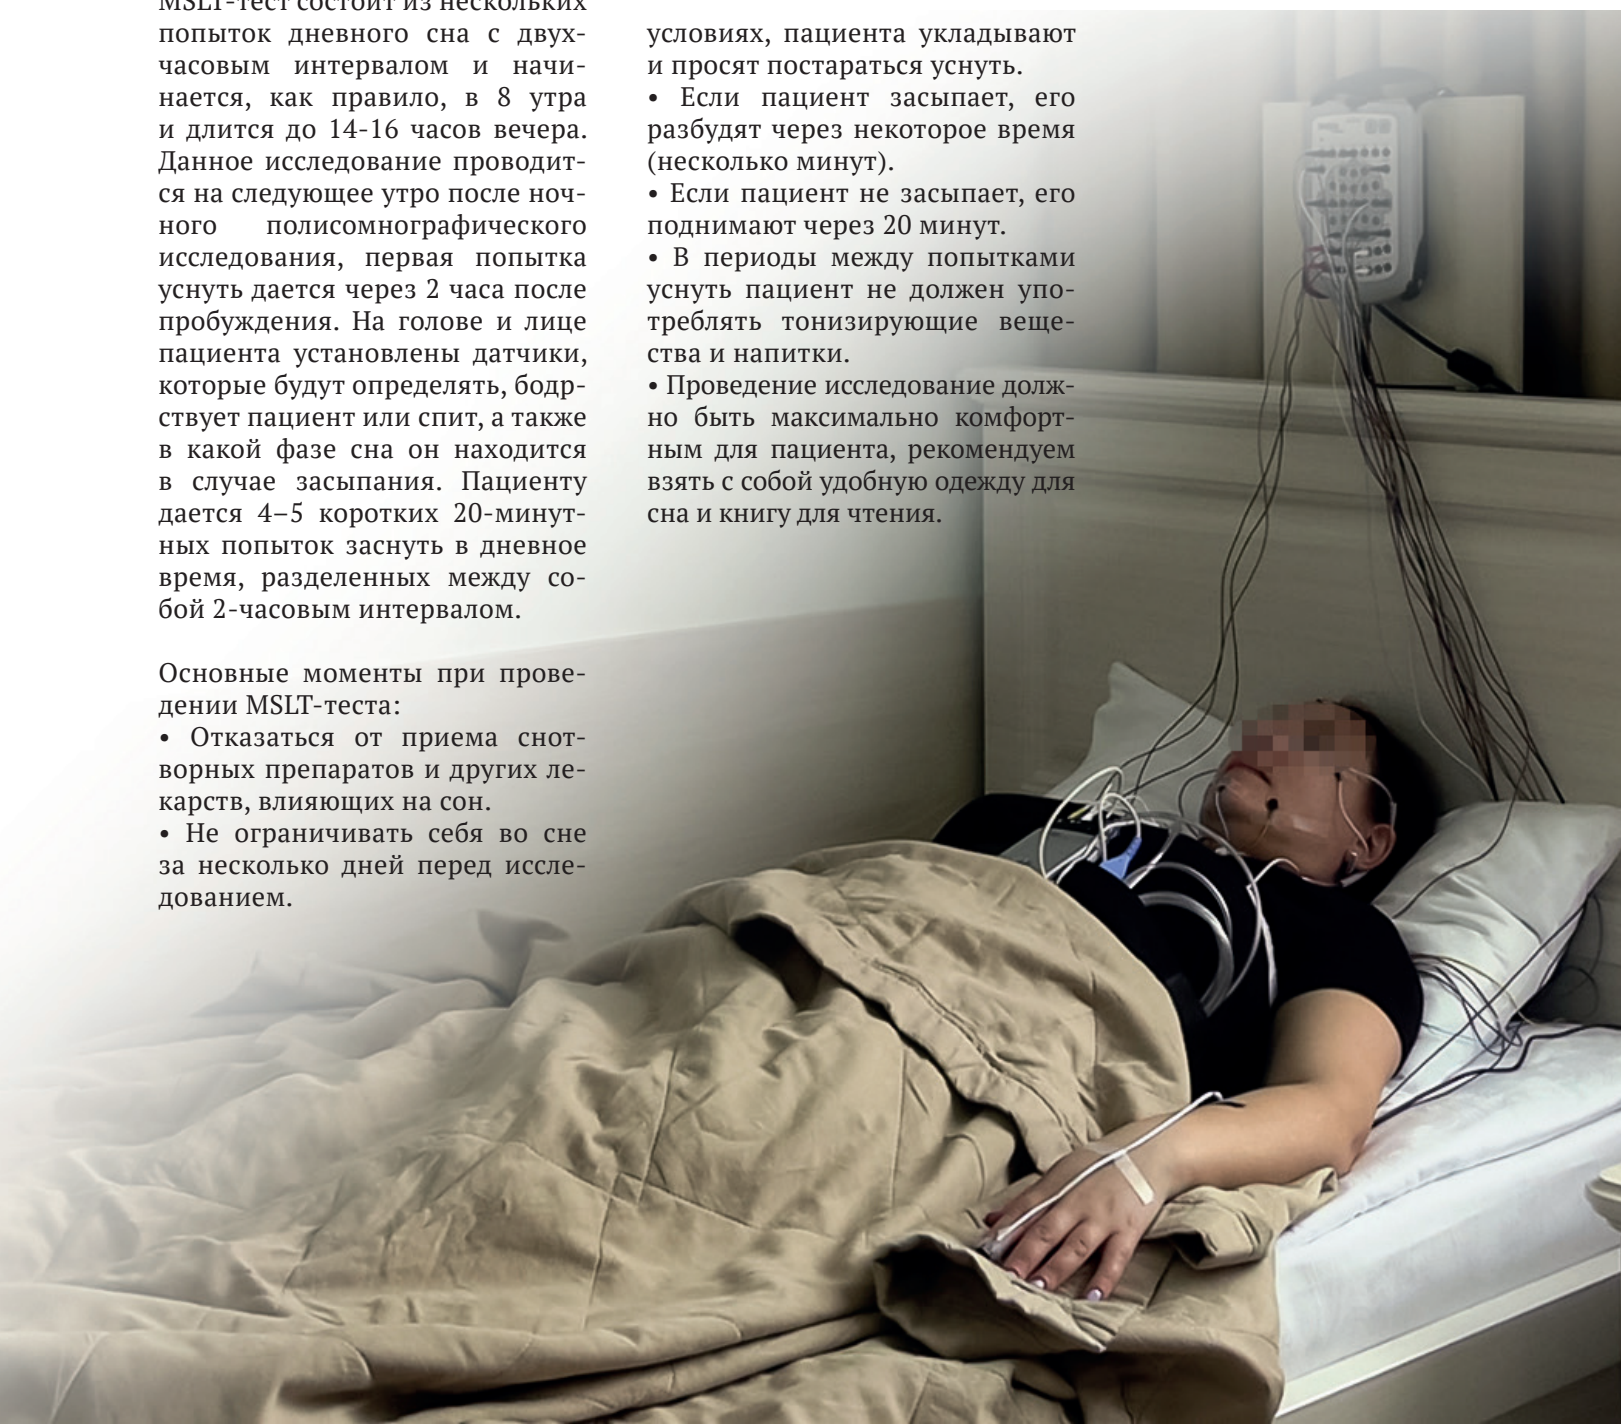 MSLT-тест состоит из нескольких
попыток дневного сна с двух-
часовым интервалом и начи-
нается, как правило, в 8 утра
и длится до 14-16 часов вечера.
Данное исследование проводит-
ся на следующее утро после ноч-
ного полисомнографического
исследования, первая попытка
уснуть дается через 2 часа после
пробуждения. На голове и лице
пациента установлены датчики,
которые будут определять, бодр-
ствует пациент или спит, а также
в какой фазе сна он находится
в случае засыпания. Пациенту
дается 4–5 коротких 20-минут-
ных попыток заснуть в дневное
время, разделенных между со-
бой 2-часовым интервалом.
Основные моменты при прове-
дении MSLT-теста:
• Отказаться от приема снот-
ворных препаратов и других ле-
карств, влияющих на сон.
• Не ограничивать себя во сне
за несколько дней перед иссле-
дованием.
условиях, пациента укладывают
и просят постараться уснуть.
• Если пациент засыпает, его
разбудят через некоторое время
(несколько минут).
• Если пациент не засыпает, его
поднимают через 20 минут.
• В периоды между попытками
уснуть пациент не должен упо-
треблять тонизирующие веще-
ства и напитки.
• Проведение исследование долж-
но быть максимально комфорт-
ным для пациента, рекомендуем
взять с собой удобную одежду для
сна и книгу для чтения.